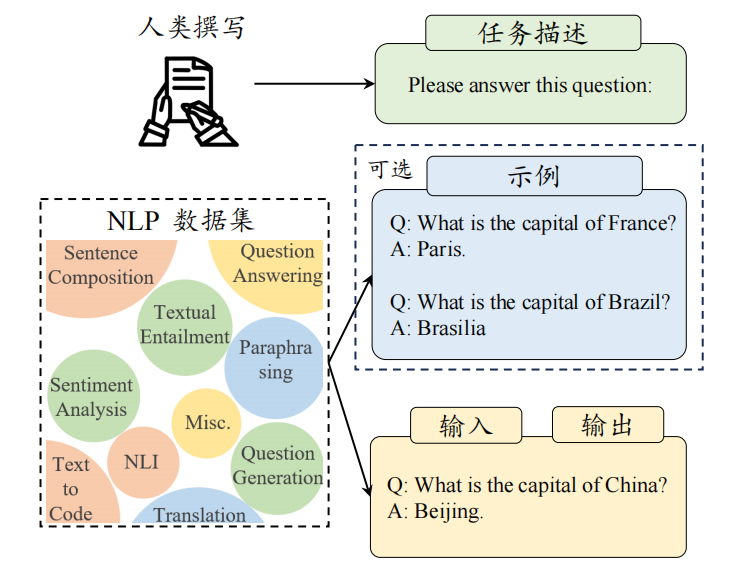 人类撰写
任务描述
Please answer this question:
可选
示例
Q: What is the capital of France?
A: Paris.
Q: What is the capital of Brazil?
A: Brasilia
NLP 数据集
Sentence
Composition
Question
Answering
Textual
Entailment
Paraphra
sing
Sentiment
Analysis
Misc.
NLI
Question
Generation
Text
to
Code
Translation
输入
输出
Q: What is the capital of China?
A: Beijing.